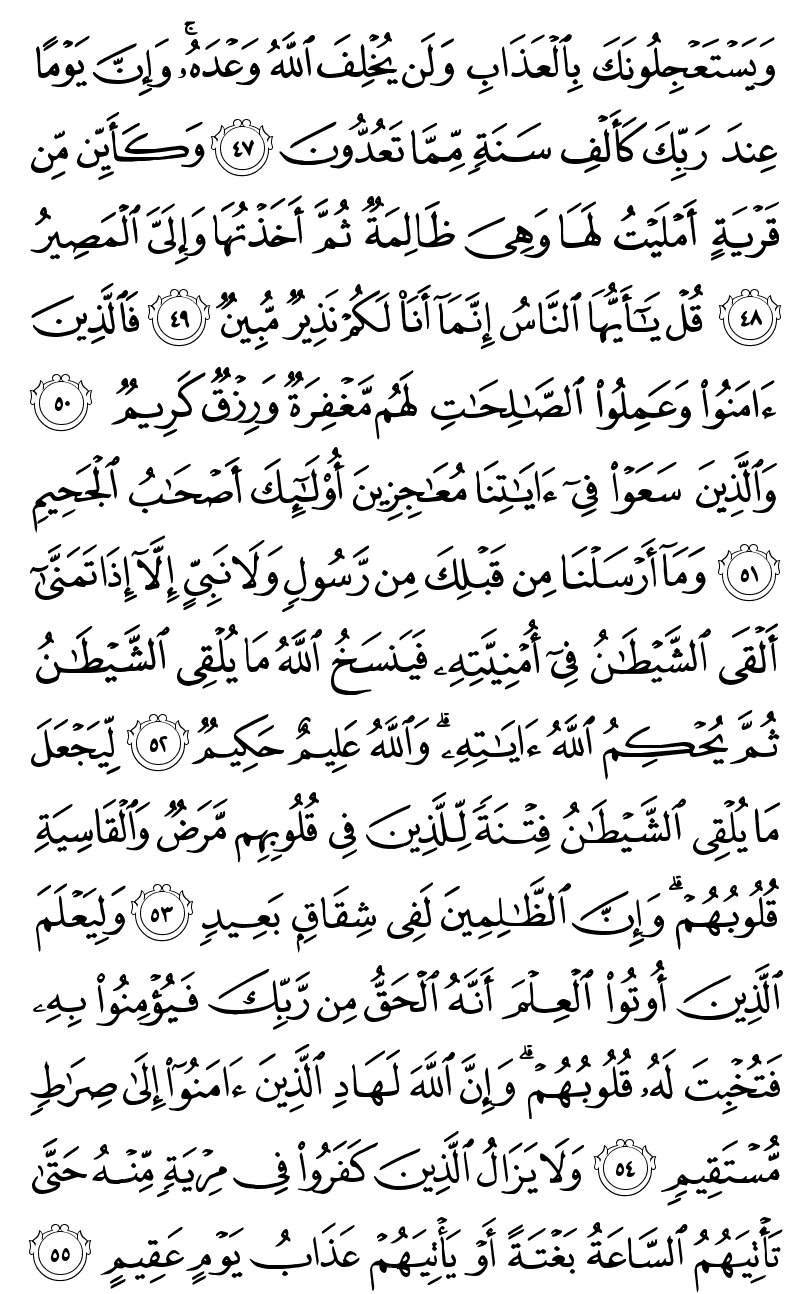 وَيَسۡتَعۡجِلُونَكَ بِٱلۡعَذَابِ وَلَن يُخۡلِفَ ٱللَّهُ وَعۡدَهُۥۚ وَإِنَّ يَوۡمًا
عِندَ رَبِّكَ كَأَلۡفِ سَنَةٖ مِّمَّا تَعُدُّونَ ٤٧ وَكَأَيِّن مِّن
قَرۡيَةٍ أَمۡلَيۡتُ لَهَا وَهِيَ ظَالِمَةٞ ثُمَّ أَخَذۡتُهَا وَإِلَيَّ ٱلۡمَصِيرُ
٤٨ قُلۡ يَٰٓأَيُّهَا ٱلنَّاسُ إِنَّمَآ أَنَا۠ لَكُمۡ نَذِيرٞ مُّبِينٞ ٤٩ فَٱلَّذِينَ
ءَامَنُواْ وَعَمِلُواْ ٱلصَّٰلِحَٰتِ لَهُم مَّغۡفِرَةٞ وَرِزۡقٞ كَرِيمٞ ٥٠
وَٱلَّذِينَ سَعَوۡاْ فِيٓ ءَايَٰتِنَا مُعَٰجِزِينَ أُوْلَٰٓئِكَ أَصۡحَٰبُ ٱلۡجَحِيمِ
٥١ وَمَآ أَرۡسَلۡنَا مِن قَبۡلِكَ مِن رَّسُولٖ وَلَا نَبِيٍّ إِلَّآ إِذَا تَمَنَّىٰٓ
أَلۡقَى ٱلشَّيۡطَٰنُ فِيٓ أُمۡنِيَّتِهِۦ فَيَنسَخُ ٱللَّهُ مَا يُلۡقِي ٱلشَّيۡطَٰنُ
ثُمَّ يُحۡكِمُ ٱللَّهُ ءَايَٰتِهِۦۗ وَٱللَّهُ عَلِيمٌ حَكِيمٞ ٥٢ لِّيَجۡعَلَ
مَا يُلۡقِي ٱلشَّيۡطَٰنُ فِتۡنَةٗ لِّلَّذِينَ فِي قُلُوبِهِم مَّرَضٞ وَٱلۡقَاسِيَةِ
قُلُوبُهُمۡۗ وَإِنَّ ٱلظَّٰلِمِينَ لَفِي شِقَاقِۭ بَعِيدٖ ٥٣ وَلِيَعۡلَمَ
ٱلَّذِينَ أُوتُواْ ٱلۡعِلۡمَ أَنَّهُ ٱلۡحَقُّ مِن رَّبِّكَ فَيُؤۡمِنُواْ بِهِۦ
فَتُخۡبِتَ لَهُۥ قُلُوبُهُمۡۗ وَإِنَّ ٱللَّهَ لَهَادِ ٱلَّذِينَ ءَامَنُوٓاْ إِلَىٰ صِرَٰطٖ
مُّسۡتَقِيمٖ ٥٤ وَلَا يَزَالُ ٱلَّذِينَ كَفَرُواْ فِي مِرۡيَةٖ مِّنۡهُ حَتَّىٰ
تَأۡتِيَهُمُ ٱلسَّاعَةُ بَغۡتَةً أَوۡ يَأۡتِيَهُمۡ عَذَابُ يَوۡمٍ عَقِيمٍ ٥٥